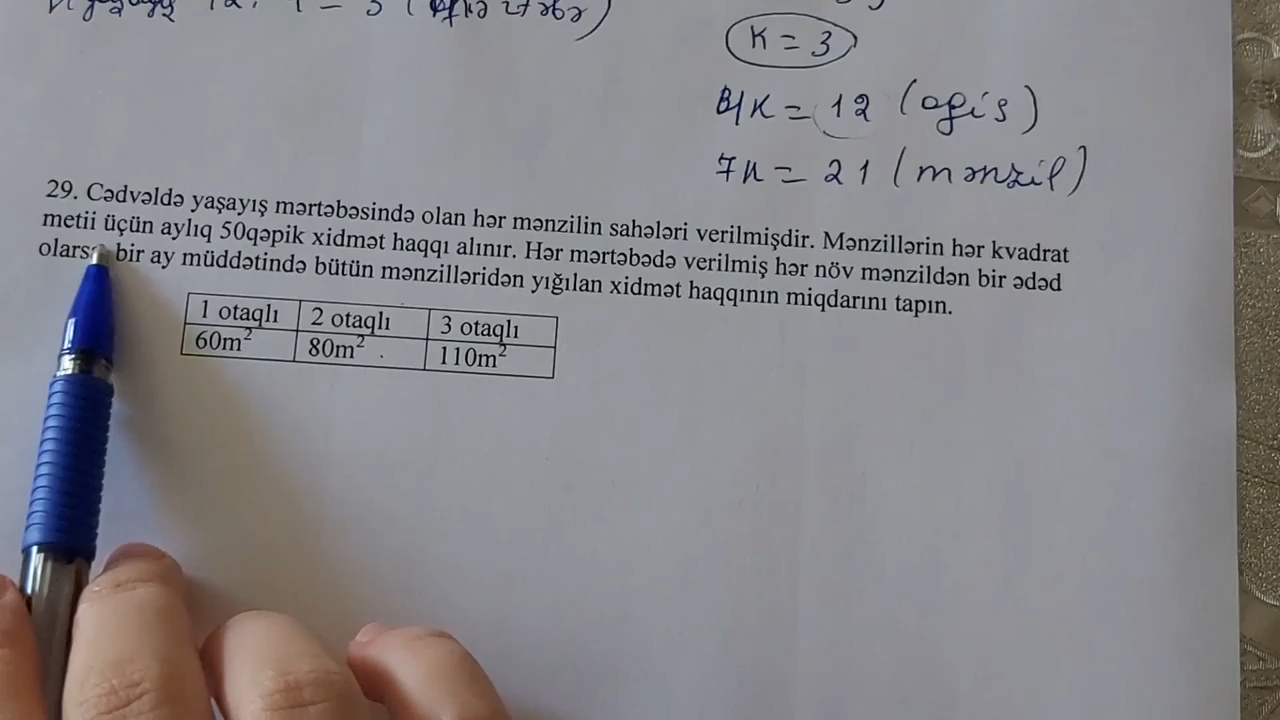 K = 3
B/K = 12 (ofis)
7K = 21 (mənzil)
29. Cədvəldə yaşayış mərtəbəsində olan hər mənzilin sahələri verilmişdir. Mənzillərin hər kvadrat
metii üçün aylıq 50qəpik xidmət haqqı alınır. Hər mərtəbədə verilmiş hər növ mənzildən bir ədəd
bir ay müddətində bütün mənzilləridən yığılan xidmət haqqının miqdarını tapın.
1 otaqlı 2 otaqlı 3 otaqlı
60m² 80m² 110m²